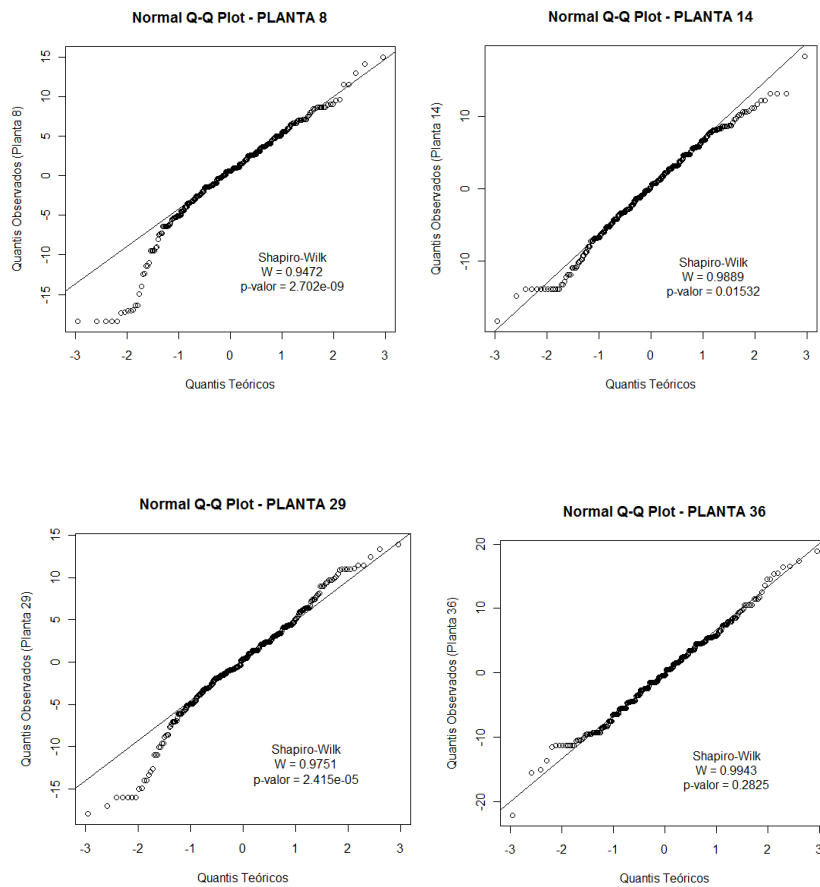 Normal Q-Q Plot - PLANTA 8
Quantis Observados (Planta 8)
15
10
5
0
-5
-10
-15
Shapiro-Wilk
W = 0.9472
p-valor = 2.702e-09
-3 -2 -1 0 1 2 3
Quantis Teóricos
Normal Q-Q Plot - PLANTA 14
Quantis Observados (Planta 14)
10
0
-10
Shapiro-Wilk
W = 0.9889
p-valor = 0.01532
-3 -2 -1 0 1 2 3
Quantis Teóricos
Normal Q-Q Plot - PLANTA 29
Quantis Observados (Planta 29)
15
10
5
0
-5
-10
-15
Shapiro-Wilk
W = 0.9751
p-valor = 2.415e-05
-3 -2 -1 0 1 2 3
Quantis Teóricos
Normal Q-Q Plot - PLANTA 36
Quantis Observados (Planta 36)
20
10
0
-10
-20
Shapiro-Wilk
W = 0.9943
p-valor = 0.2825
-3 -2 -1 0 1 2 3
Quantis Teóricos